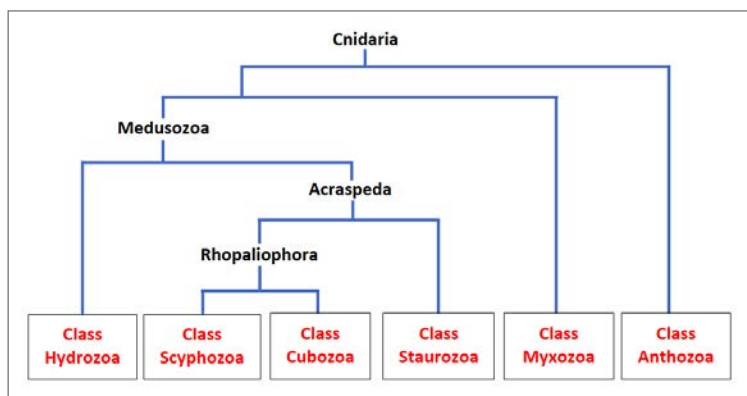 Cnidaria
Medusozoa
Acraspeda
Rhopaliophora
Class
Hydrozoa
Class
Scyphozoa
Class
Cubozoa
Class
Staurozoa
Class
Myxozoa
Class
Anthozoa